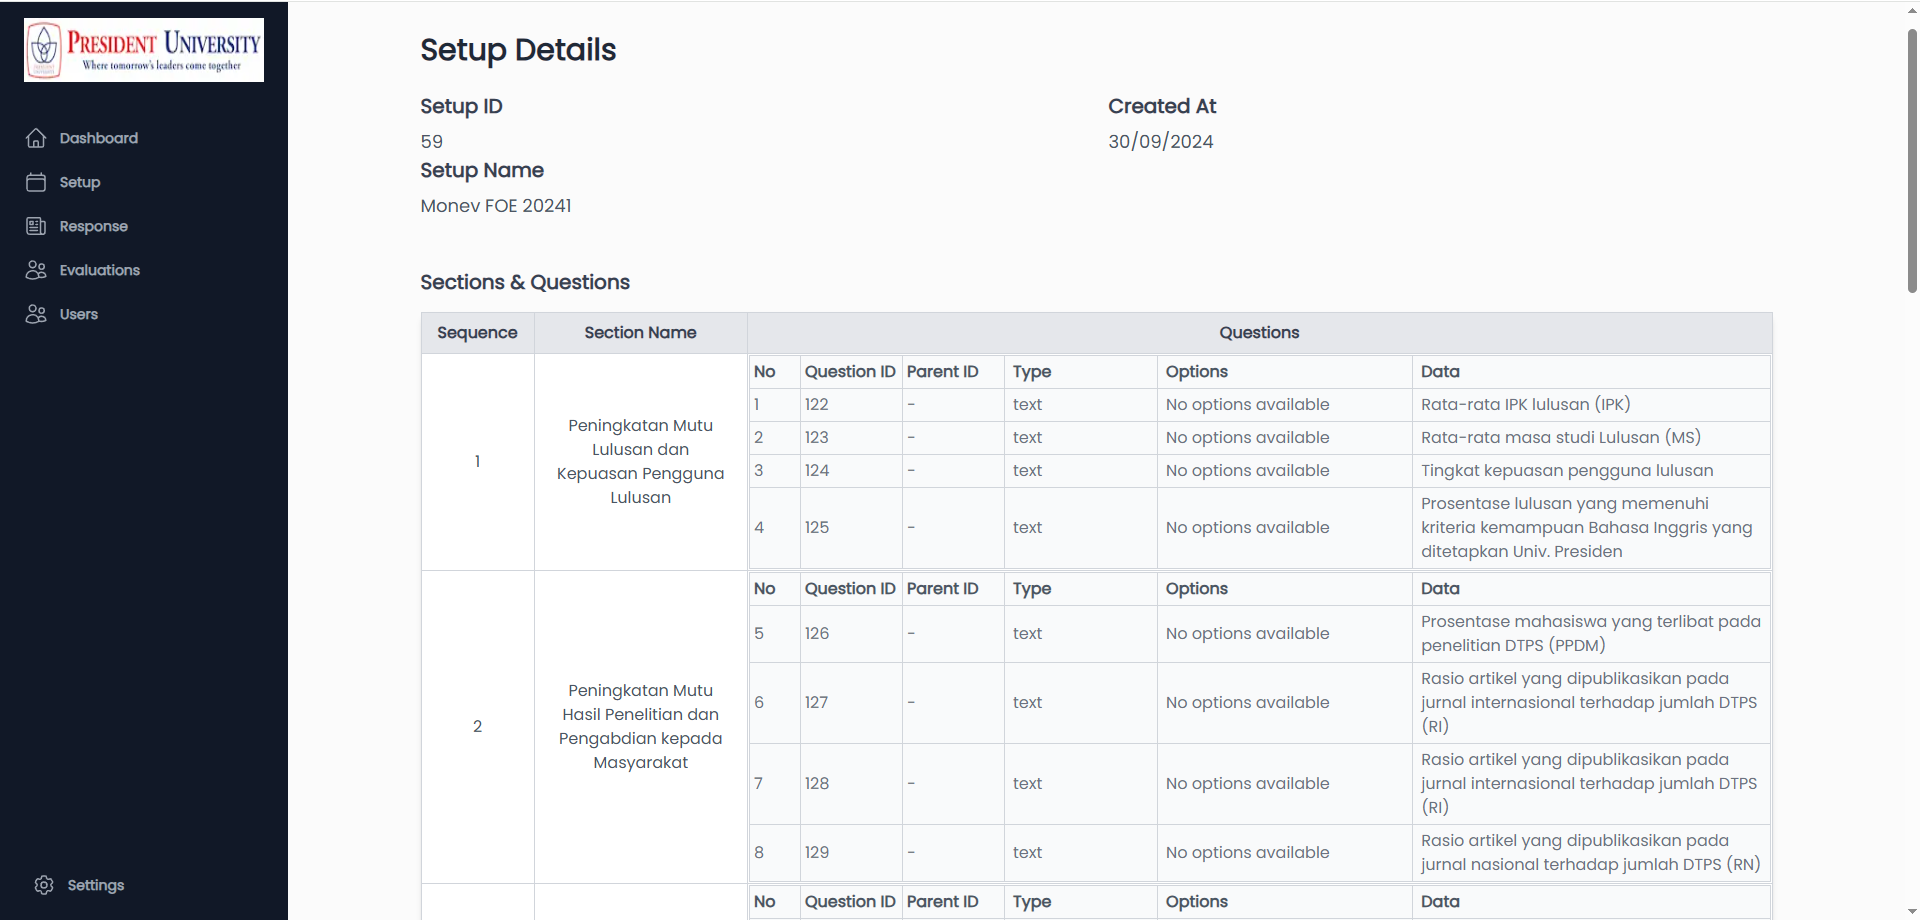 PRESIDENT UNIVERSITY
Where tomorrow's leaders come together
Dashboard
Setup
Response
Evaluations
Users
Settings
Setup Details
Setup ID
59
Created At
30/09/2024
Setup Name
Monev FOE 20241
Sections & Questions
Sequence Section Name Questions
1
Peningkatan Mutu
Lulusan dan
Kepuasan Pengguna
Lulusan
No Question ID Parent ID Type Options Data
1 122 - text No options available Rata-rata IPK lulusan (IPK)
2 123 - text No options available Rata-rata masa studi Lulusan (MS)
3 124 - text No options available Tingkat kepuasan pengguna lulusan
4 125 - text No options available Prosentase lulusan yang memenuhi
kriteria kemampuan Bahasa Inggris yang
ditetapkan Univ. Presiden
2
Peningkatan Mutu
Hasil Penelitian dan
Pengabdian kepada
Masyarakat
No Question ID Parent ID Type Options Data
5 126 - text No options available Prosentase mahasiswa yang terlibat pada
penelitian DTPS (PPDM)
6 127 - text No options available Rasio artikel yang dipublikasikan pada
jurnal internasional terhadap jumlah DTPS
(RI)
7 128 - text No options available Rasio artikel yang dipublikasikan pada
jurnal internasional terhadap jumlah DTPS
(RI)
8 129 - text No options available Rasio artikel yang dipublikasikan pada
jurnal nasional terhadap jumlah DTPS (RN)
No Question ID Parent ID Type Options Data